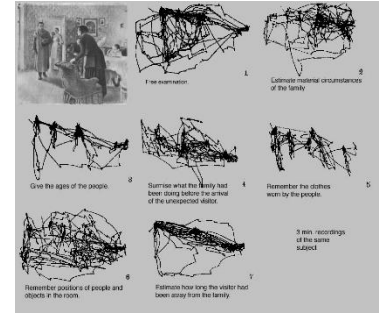 Free examination.
1
Estimate material circumstances
of the family
2
Give the ages of the people.
3
Surmise what the family had
been doing before the arrival
of the unexpected visitor.
4
Remember the clothes
worn by the people.
5
Remember positions of people and
objects in the room.
6
Estimate how long the visitor had
been away from the family.
7
3 min. recordings
of the same
subject